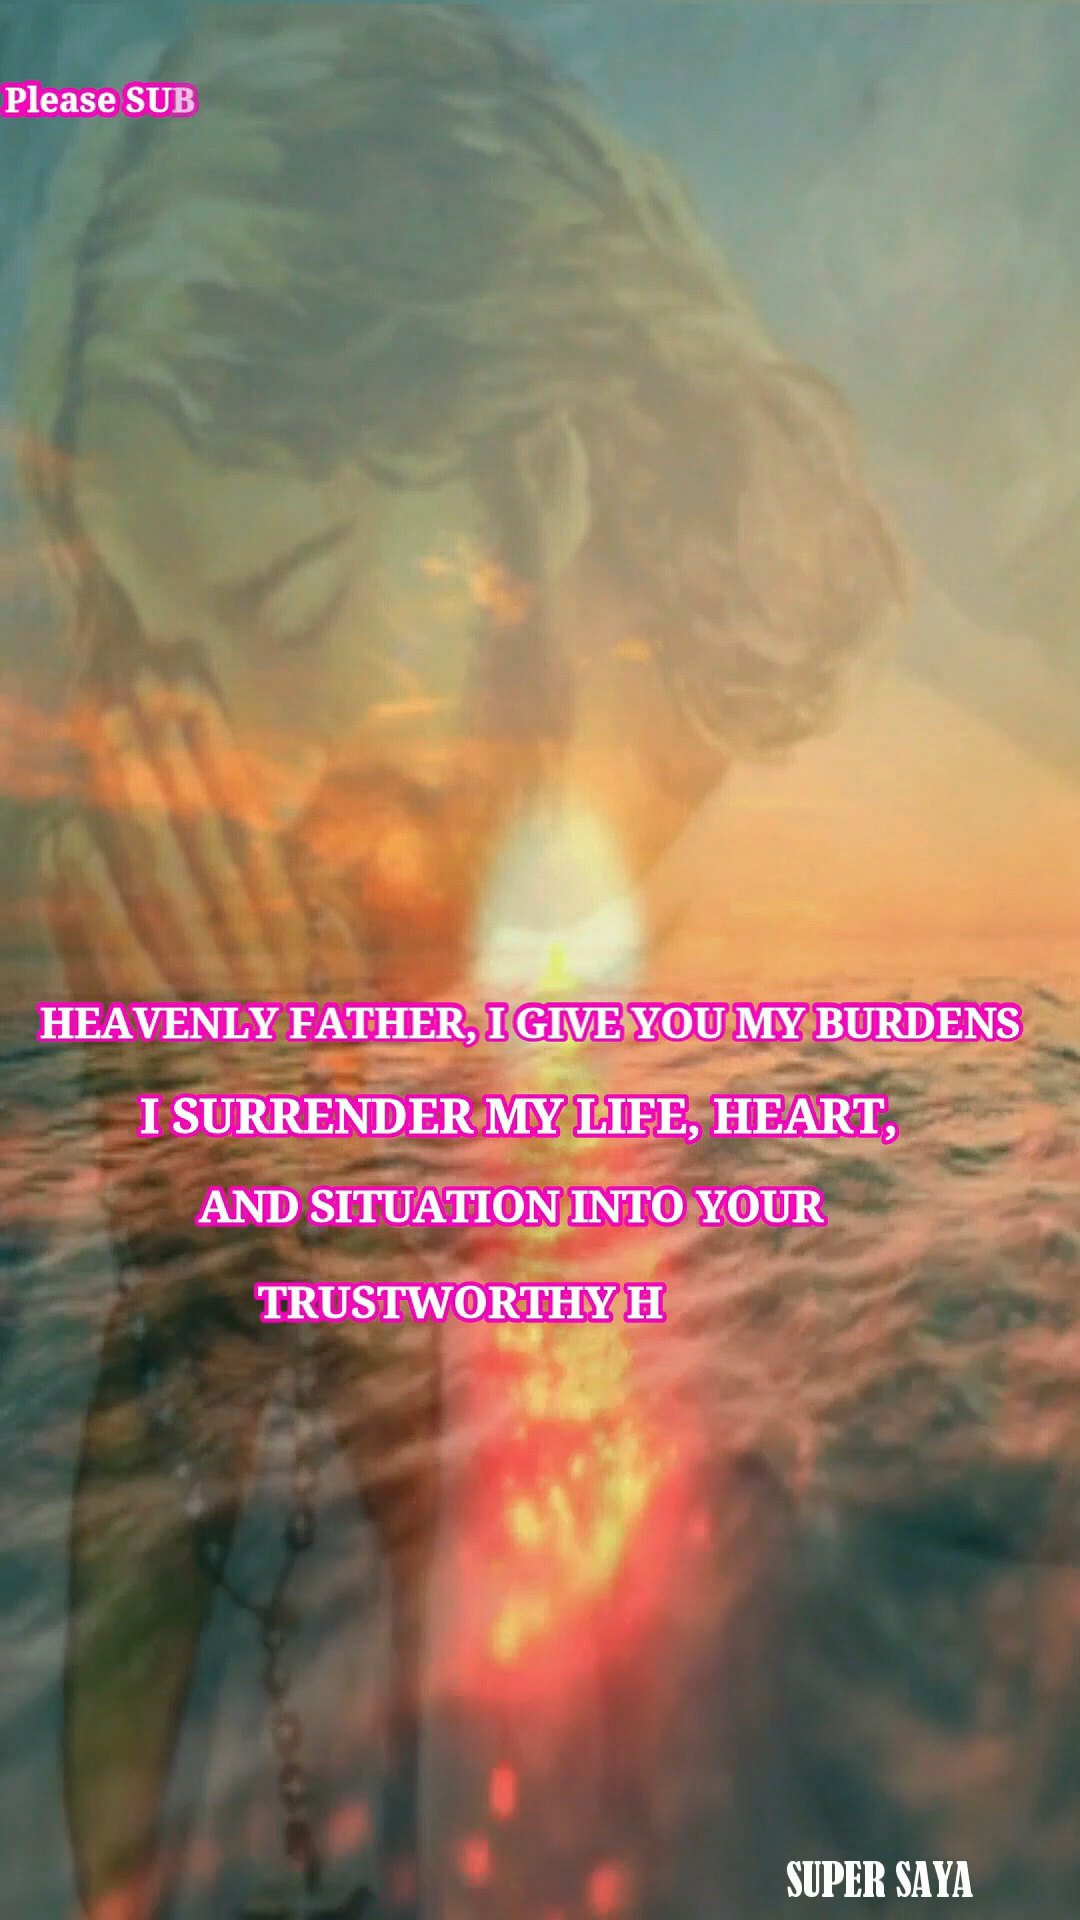 Please SUB
HEAVENLY FATHER, I GIVE YOU MY BURDENS
I SURRENDER MY LIFE, HEART,
AND SITUATION INTO YOUR
TRUSTWORTHY H
SUPER SAYA